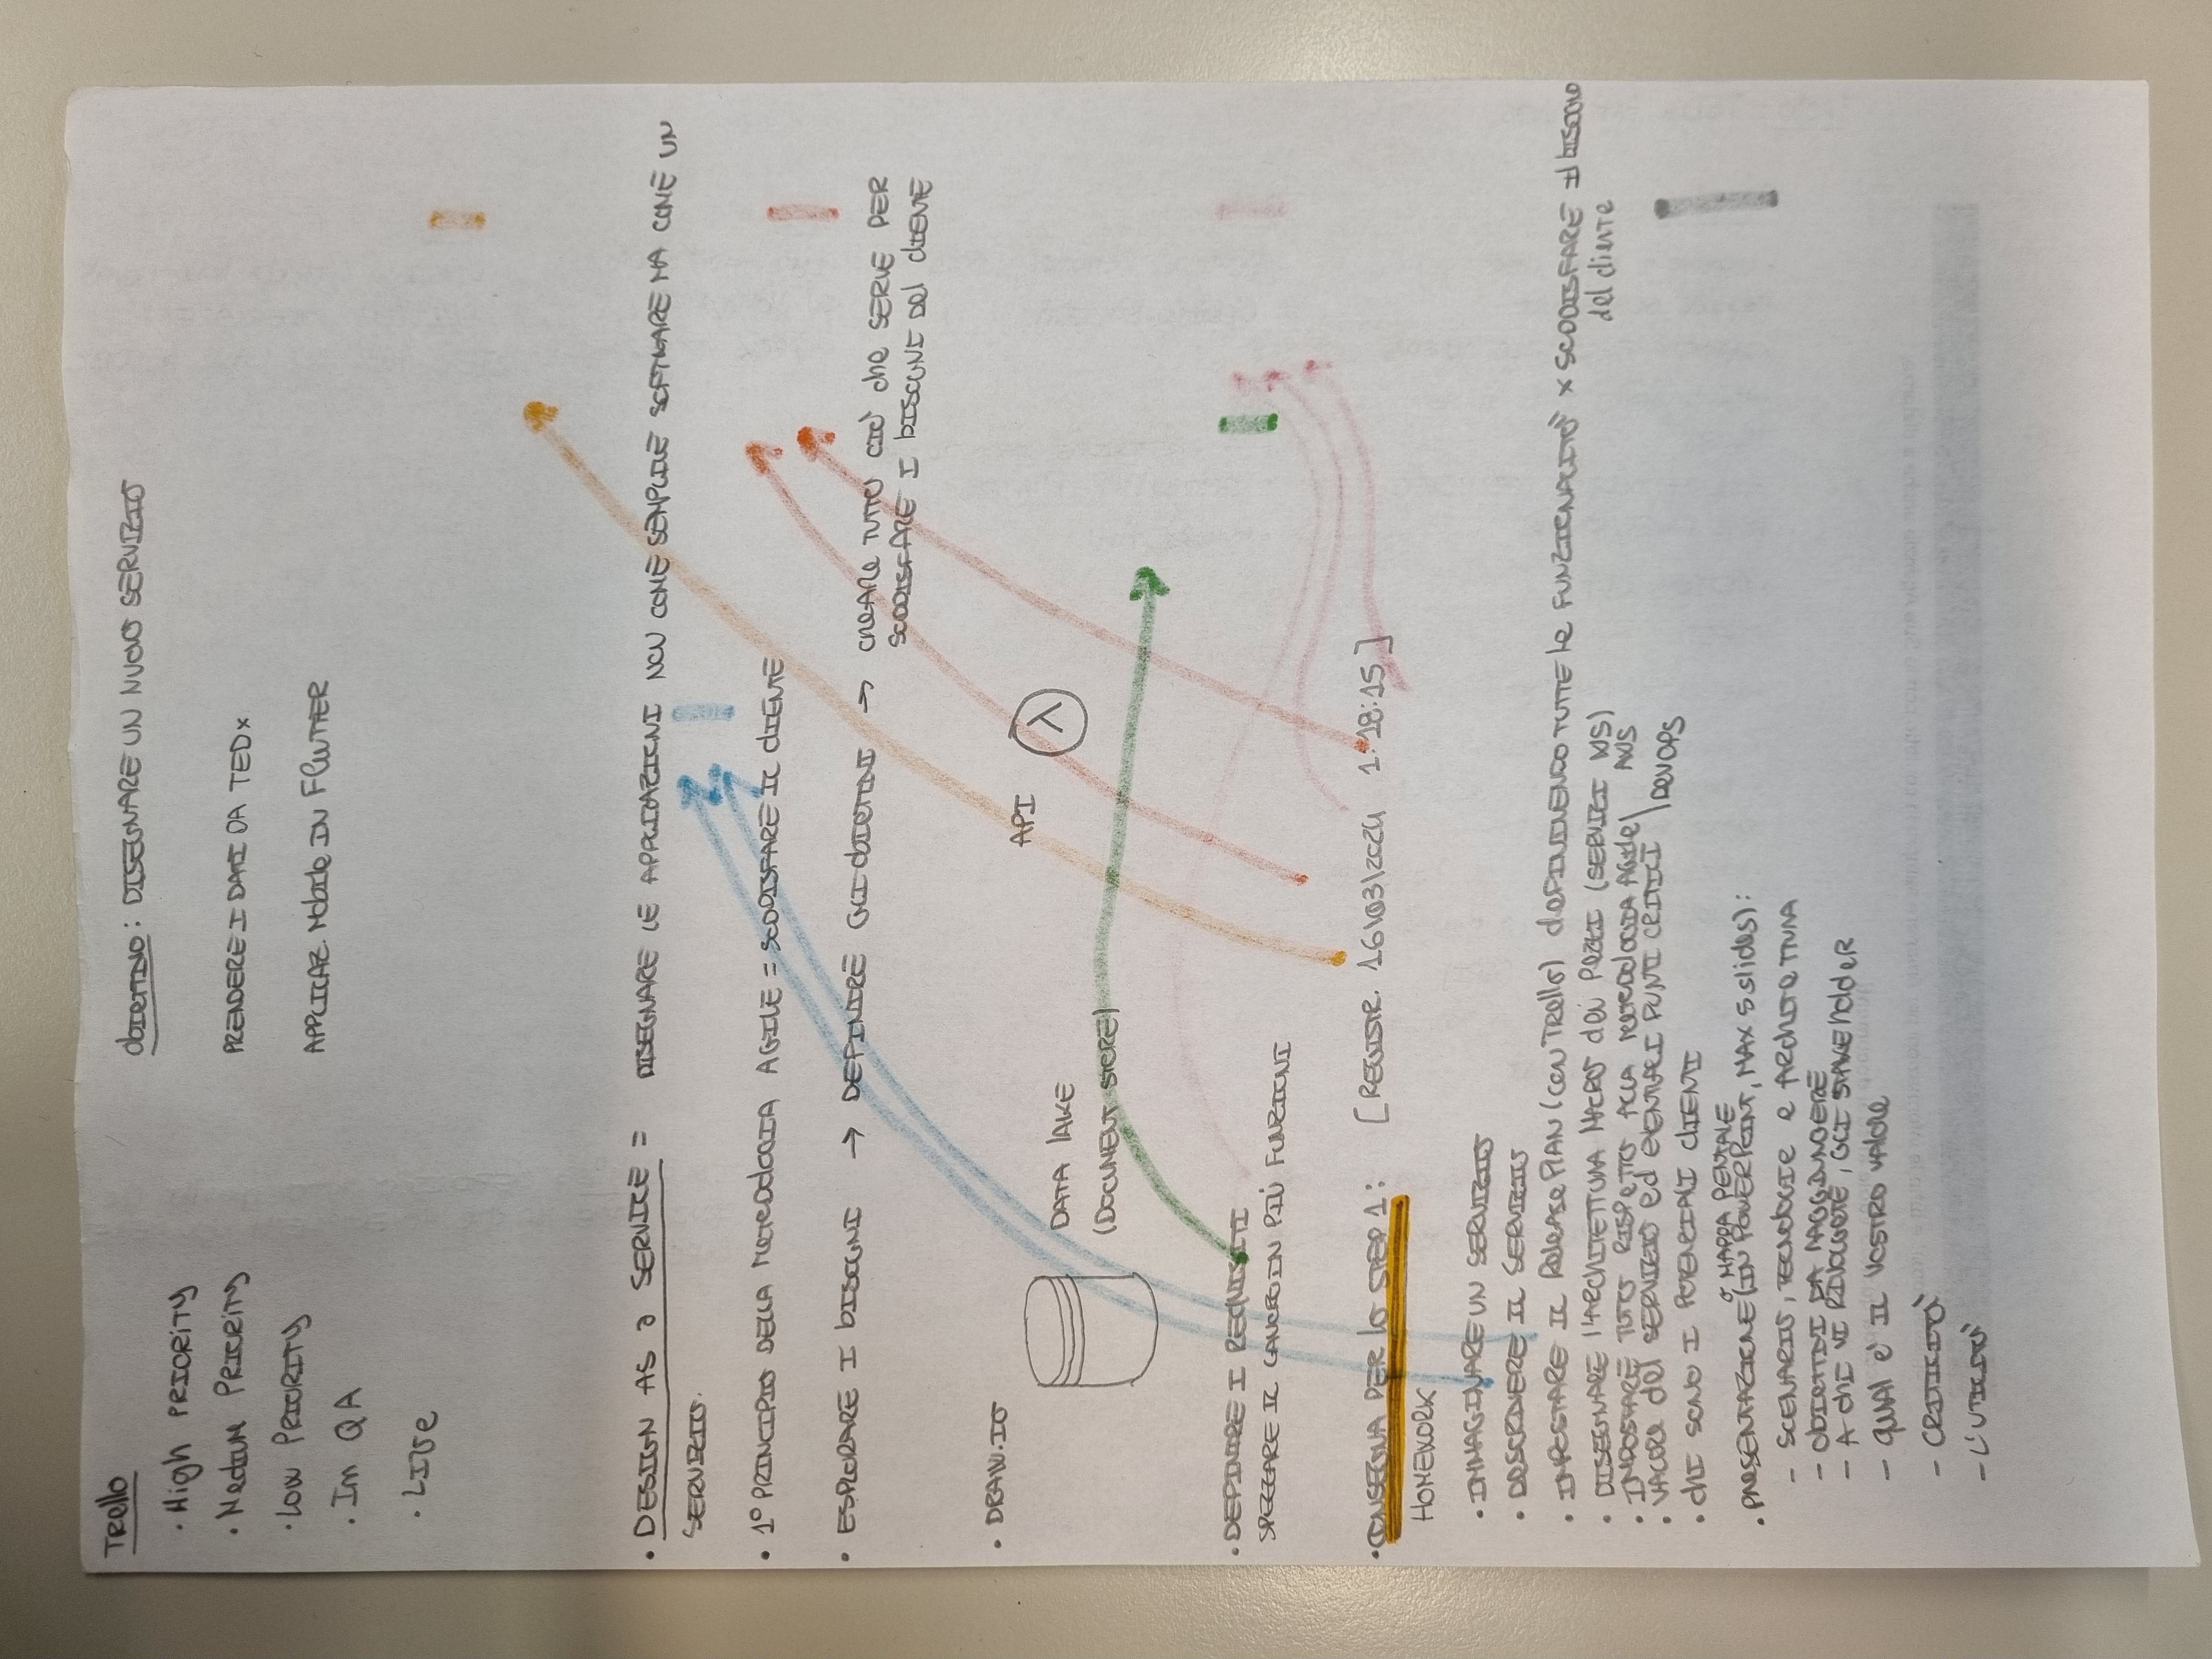 Trello
• High PRIORITY
• Medium PRIORITY
• Low PRIORITY
• In QA
• LIVE
Obiettivo: DISEGNARE UN NUOVO SERVIZIO
PRENDERE I DATI DA TEDx
APPLICAZ. Mobile IN FLUTTER
• DESIGN AS a SERVICE = DISEGNARE LE APPLICAZIONI NON COME SEMPLICE SOFTWARE MA COME UN
SERVIZIO.
• 1° PRINCIPIO DELLA METODOLOGIA AGILE = SODDISFARE IL CLIENTE
• ESPLORARE I BISOGNI → DEFINIRE GLI OBIETTIVI → CREARE TUTTO CIÒ che SERVE PER
SODDISFARE I BISOGNI DEL CLIENTE
• DRAW.IO
API λ
DATA LAKE
(DOCUMENT STORE)
• DEFINIRE I REQUISITI
SPEZZARE IL LAVORO IN PIÙ FUNZIONI
• CONSEGNA PER LO STEP 1: [REGISTR. 16\03\2024 1:18:15]
HOMEWORK
• IMMAGINARE UN SERVIZIO
• DESCRIVERE IL SERVIZIO
• IMPOSTARE IL Release PLAN (CON Trello) DEFINENDO TUTTE le FUNZIONALITÀ x SODDISFARE Il BISOGNO
del cliente
• DISEGNARE l'ARCHITETTURA MACRO dei PEZZI (SERVIZI AWS)
• IMPOSTARE TUTTO RISPETTO ALLA METODOLOGIA AGILE \ AWS
• VALORE del SERVIZIO ed EVENTUALI PUNTI CRITICI \ DevOPS
• chi SONO I POTENZIALI CLIENTI
o MAPPA
• PRESENTAZIONE (IN POWERPOINT, MAX 5 slides):
- SCENARIO, TECNOLOGIE e ARCHITETTURA
- OBIETTIVI DA RAGGIUNGERE
- A chi VI RIVOLGETE, GLI STAKEholdeR
- qual è IL VOSTRO VALORE
- CRITICITÀ
- L'UTILITÀ